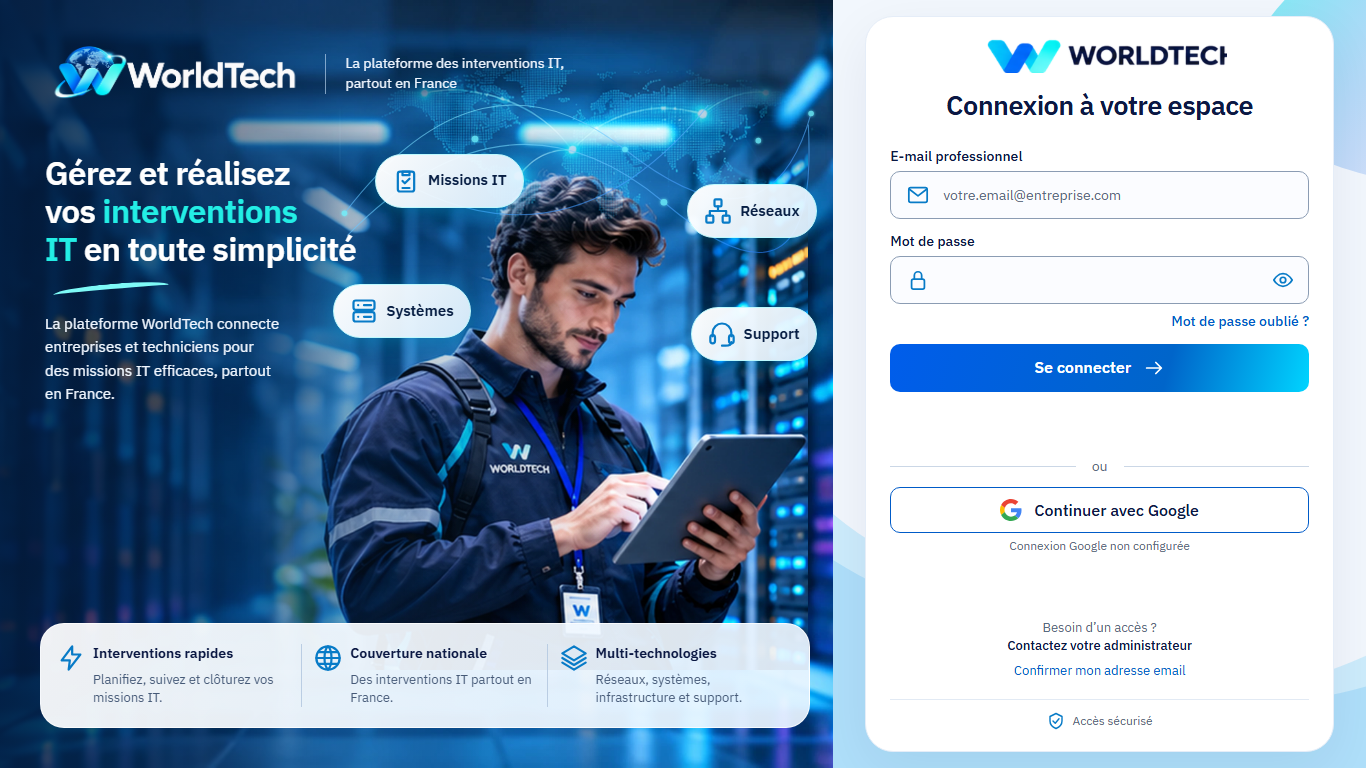 WorldTech
La plateforme des interventions IT,
partout en France
Gérez et réalisez
vos interventions
IT en toute simplicité
La plateforme WorldTech connecte
entreprises et techniciens pour
des missions IT efficaces, partout
en France.
Missions IT
Réseaux
Systèmes
Support
WORLDTECH
Interventions rapides
Planifiez, suivez et clôturez vos
missions IT.
Couverture nationale
Des interventions IT partout en
France.
Multi-technologies
Réseaux, systèmes,
infrastructure et support.
WORLDTECH
Connexion à votre espace
E-mail professionnel
votre.email@entreprise.com
Mot de passe
Mot de passe oublié ?
Se connecter
ou
Continuer avec Google
Connexion Google non configurée
Besoin d’un accès ?
Contactez votre administrateur
Confirmer mon adresse email
Accès sécurisé